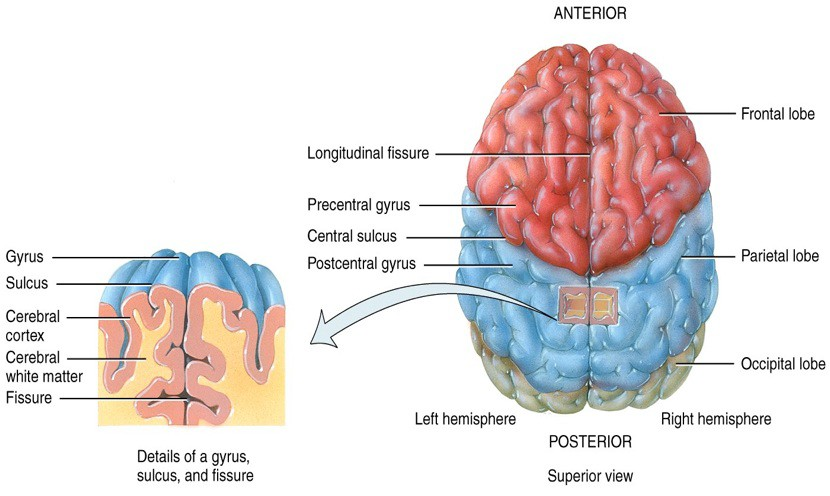 ANTERIOR
Frontal lobe
Longitudinal fissure
Precentral gyrus
Central sulcus
Postcentral gyrus
Parietal lobe
Occipital lobe
Left hemisphere
Right hemisphere
POSTERIOR
Superior view
Gyrus
Sulcus
Cerebral
cortex
Cerebral
white matter
Fissure
Details of a gyrus,
sulcus, and fissure